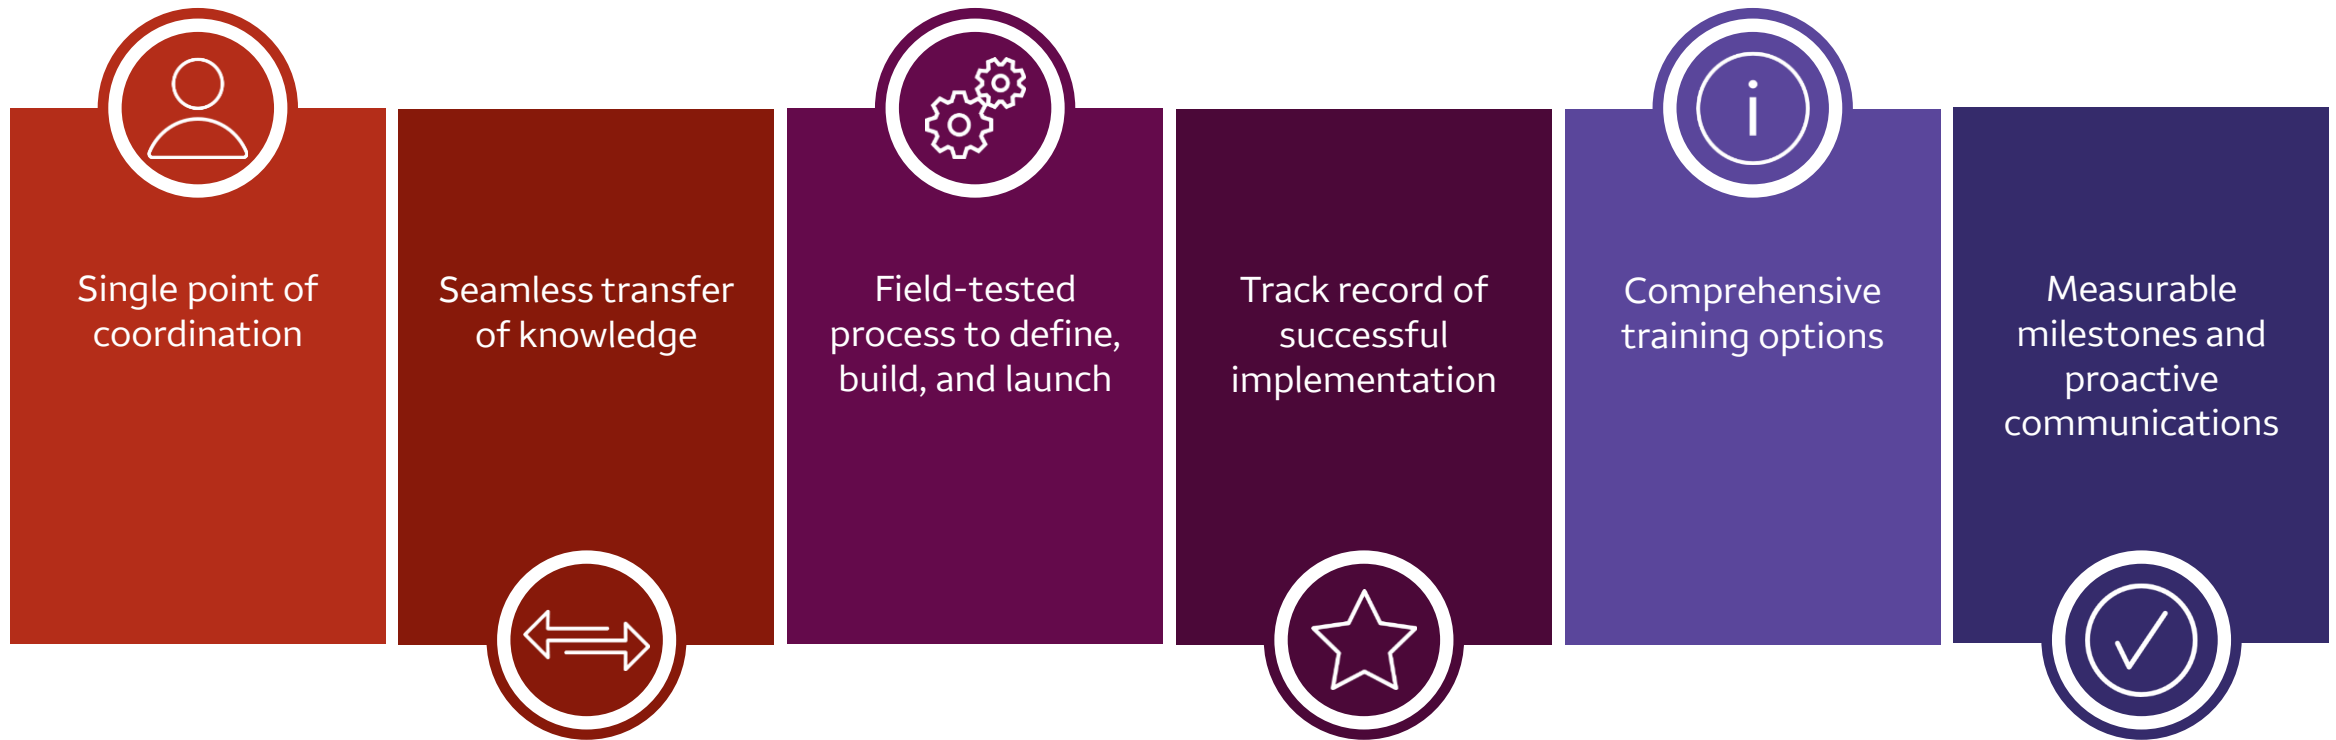 Single point of
coordination
Seamless transfer
of knowledge
Field-tested
process to define,
build, and launch
Track record of
successful
implementation
Comprehensive
training options
Measurable
milestones and
proactive
communications